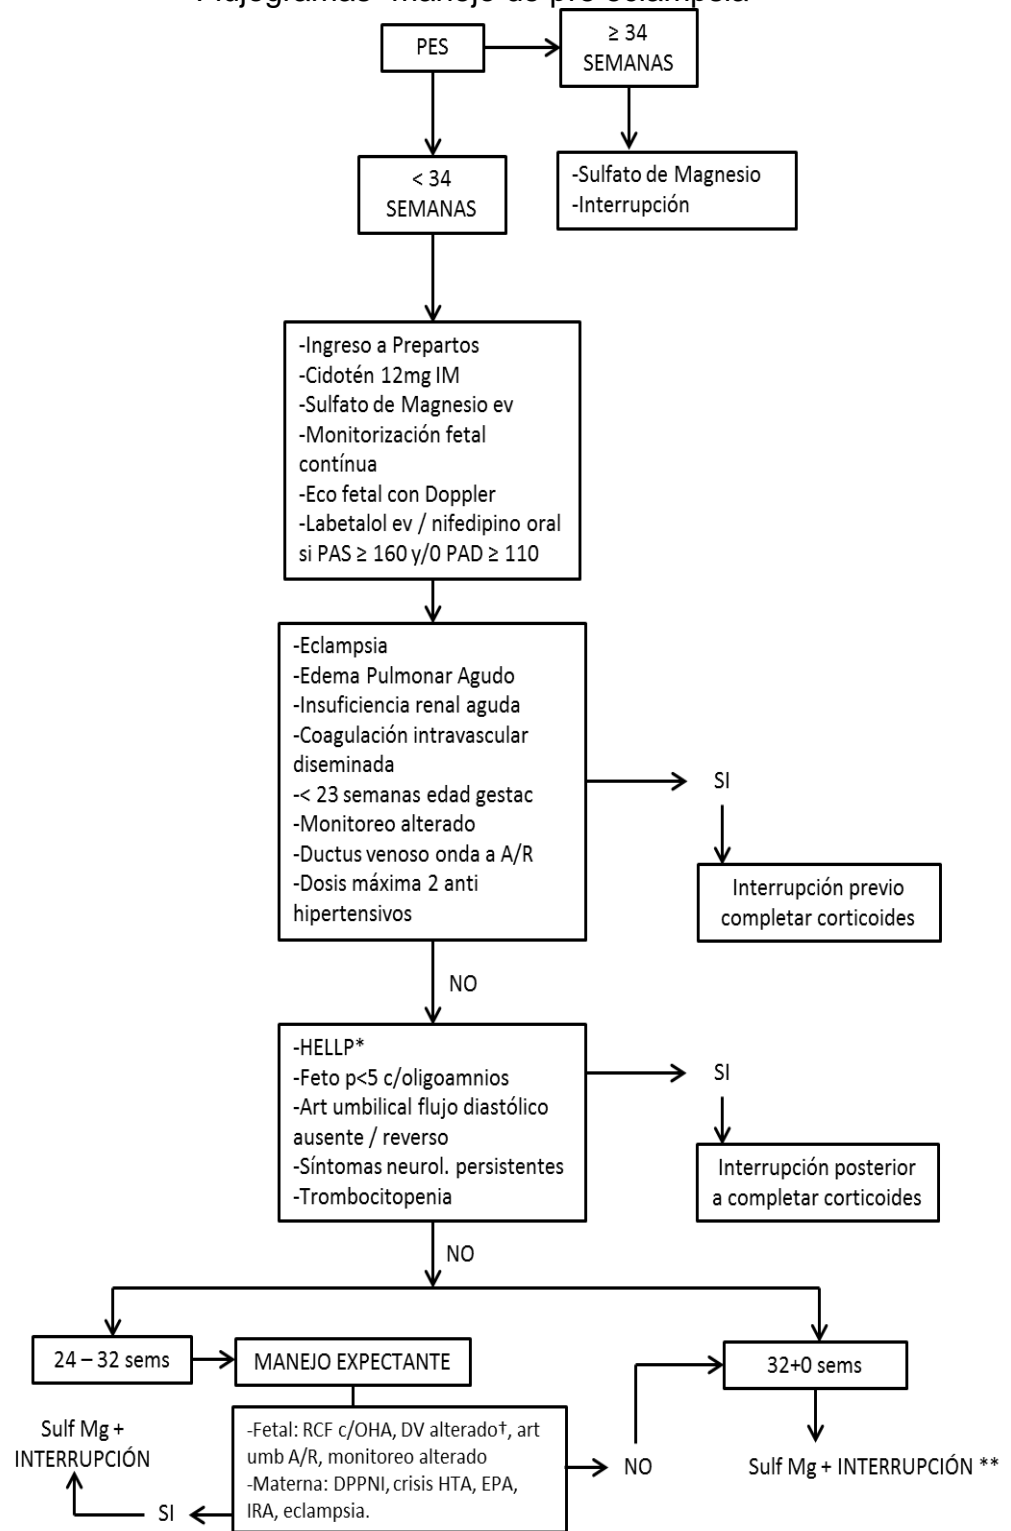 Flujogramas manejo de pre eclampsia
PES
≥ 34
SEMANAS
< 34
SEMANAS
-Sulfato de Magnesio
-Interrupción
-Ingreso a Prepartos
-Cidotén 12mg IM
-Sulfato de Magnesio ev
-Monitorización fetal
contínua
-Eco fetal con Doppler
-Labetalol ev / nifedipino oral
si PAS ≥ 160 y/0 PAD ≥ 110
-Eclampsia
-Edema Pulmonar Agudo
-Insuficiencia renal aguda
-Coagulación intravascular
diseminada
-< 23 semanas edad gestac
-Monitoreo alterado
-Ductus venoso onda a A/R
-Dosis máxima 2 anti
hipertensivos
SI
Interrupción previo
completar corticoides
NO
-HELLP*
-Feto p<5 c/oligoamnios
-Art umbilical flujo diastólico
ausente / reverso
-Síntomas neurol. persistentes
-Trombocitopenia
SI
Interrupción posterior
a completar corticoides
NO
24 – 32 sems
MANEJO EXPECTANTE
32+0 sems
Sulf Mg +
INTERRUPCIÓN
-Fetal: RCF c/OHA, DV alterado†, art
umb A/R, monitoreo alterado
-Materna: DPPNI, crisis HTA, EPA,
IRA, eclampsia.
SI
NO
Sulf Mg + INTERRUPCIÓN **